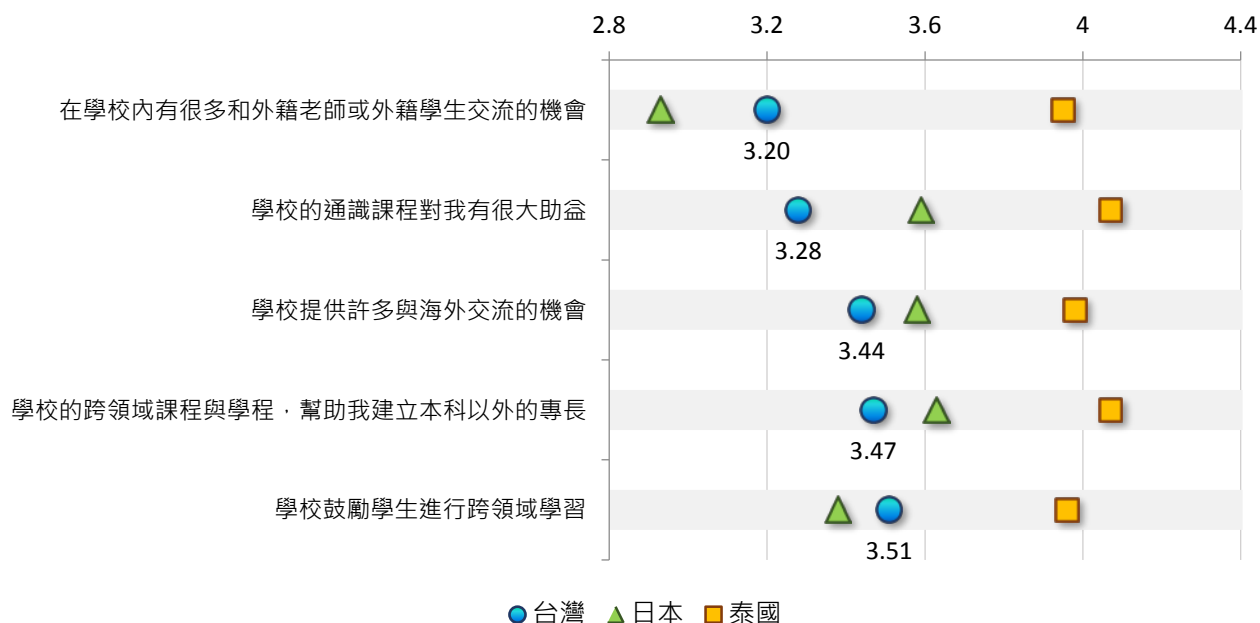 2.8 3.2 3.6 4 4.4
在學校內有很多和外籍老師或外籍學生交流的機會
3.20
學校的通識課程對我有很大助益
3.28
學校提供許多與海外交流的機會
3.44
學校的跨領域課程與學程，幫助我建立本科以外的專長
3.47
學校鼓勵學生進行跨領域學習
3.51
台灣 日本 泰國